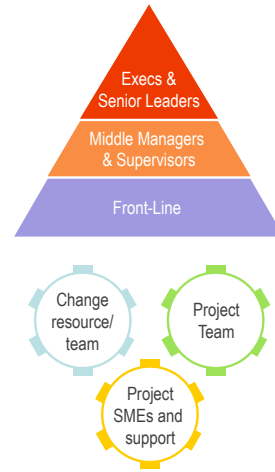 Execs &
Senior Leaders
Middle Managers
& Supervisors
Front-Line
Change
resource/
team
Project
Team
Project
SMEs and
support